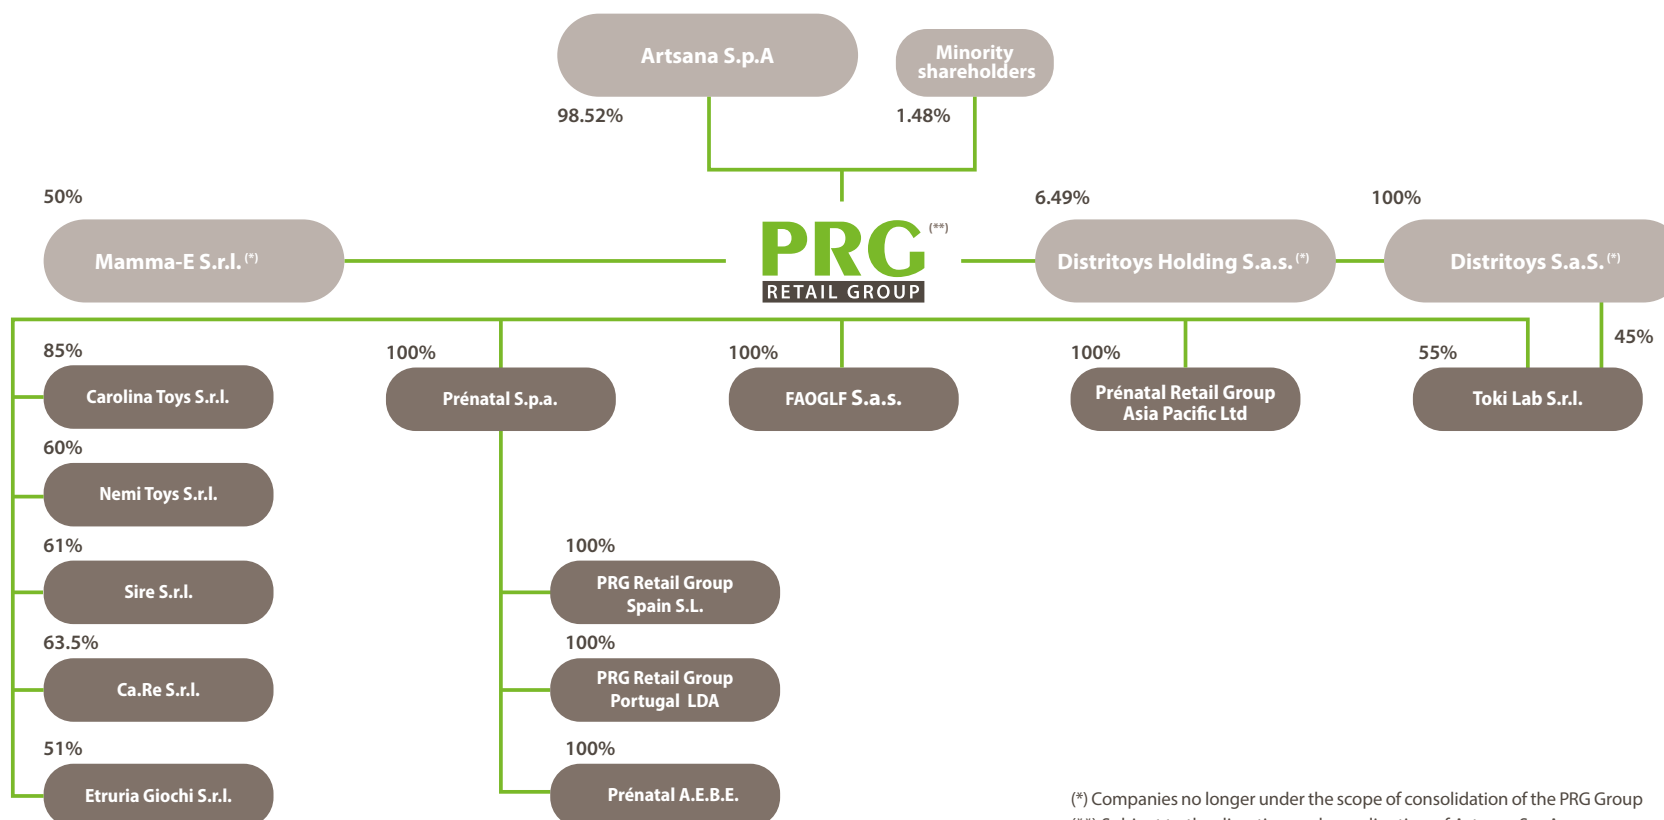 Artsana S.p.A
Minority
shareholders
98.52%
1.48%
50%
6.49%
100%
Mamma-E S.r.l. (*)
PRG (**)
RETAIL GROUP
Distritoys Holding S.a.s. (*)
Distritoys S.a.S. (*)
45%
85%
100%
100%
100%
55%
Carolina Toys S.r.l.
Prénatal S.p.a.
FAOGLF S.a.s.
Prénatal Retail Group
Asia Pacific Ltd
Toki Lab S.r.l.
60%
Nemi Toys S.r.l.
61%
100%
Sire S.r.l.
PRG Retail Group
Spain S.L.
63.5%
100%
Ca.Re S.r.l.
PRG Retail Group
Portugal LDA
51%
100%
Etruria Giochi S.r.l.
Prénatal A.E.B.E.
(*) Companies no longer under the scope of consolidation of the PRG Group